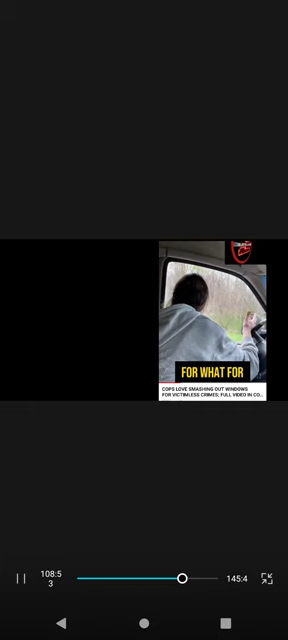 FOR WHAT FOR
COPS LOVE SMASHING OUT WINDOWS
FOR VICTIMLESS CRIMES; FULL VIDEO IN CO...
108:5
3
145:4